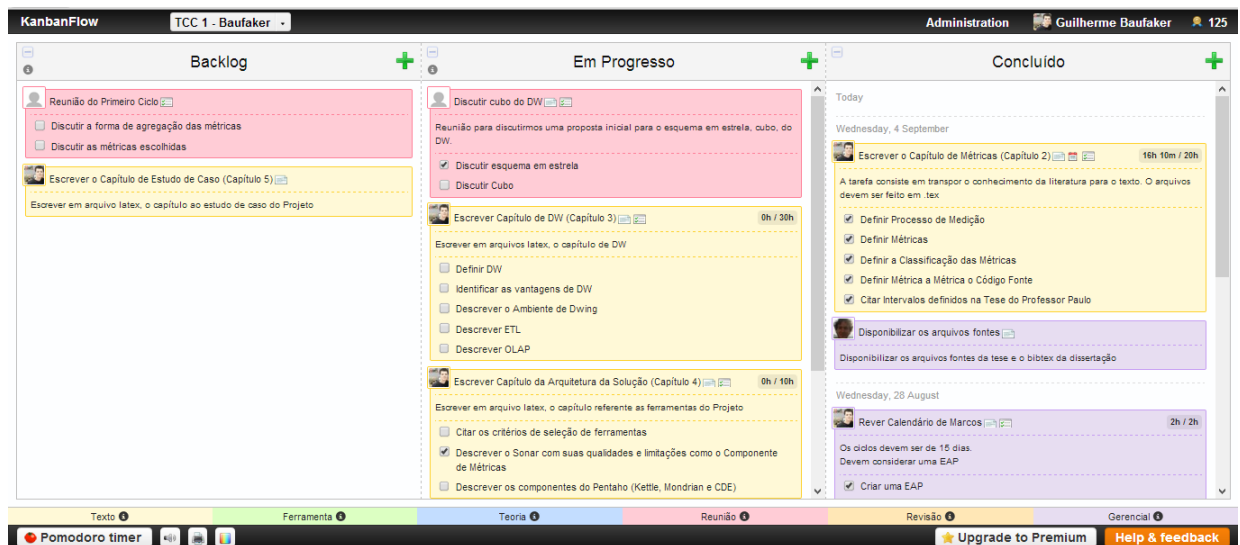 KanbanFlow
TCC 1 - Baufaker
Administration
Guilherme Baufaker
125
Backlog
Reunião do Primeiro Ciclo
Discutir a forma de agregação das métricas
Discutir as métricas escolhidas
Escrever o Capítulo de Estudo de Caso (Capítulo 5)
Escrever em arquivo latex, o capítulo ao estudo de caso do Projeto
Em Progresso
Discutir cubo do DW
Reunião para discutirmos uma proposta inicial para o esquema em estrela, cubo, do
DW.
Discutir esquema em estrela
Discutir Cubo
Escrever Capítulo de DW (Capítulo 3)
0h / 30h
Escrever em arquivos latex, o capítulo de DW
Definir DW
Identificar as vantagens de DW
Descrever o Ambiente de Dwing
Descrever ETL
Descrever OLAP
Escrever Capítulo da Arquitetura da Solução (Capítulo 4)
0h / 10h
Escrever em arquivo latex, o capítulo referente as ferramentas do Projeto
Citar os critérios de seleção de ferramentas
Descrever o Sonar com suas qualidades e limitações como o Componente
de Métricas
Descrever os componentes do Pentaho (Kettle, Mondrian e CDE)
Concluído
Today
Wednesday, 4 September
Escrever o Capítulo de Métricas (Capítulo 2)
16h 10m / 20h
A tarefa consiste em transpor o conhecimento da literatura para o texto. O arquivos
devem ser feito em .tex
Definir Processo de Medição
Definir Métricas
Definir a Classificação das Métricas
Definir Métrica a Métrica o Código Fonte
Citar Intervalos definidos na Tese do Professor Paulo
Disponibilizar os arquivos fontes
Disponibilizar os arquivos fontes da tese e o bibtex da dissertação
Wednesday, 28 August
Rever Calendário de Marcos
2h / 2h
Os ciclos devem ser de 15 dias.
Devem considerar uma EAP
Criar uma EAP
Texto
Ferramenta
Teoria
Reunião
Revisão
Gerencial
Pomodoro timer
Upgrade to Premium
Help & feedback